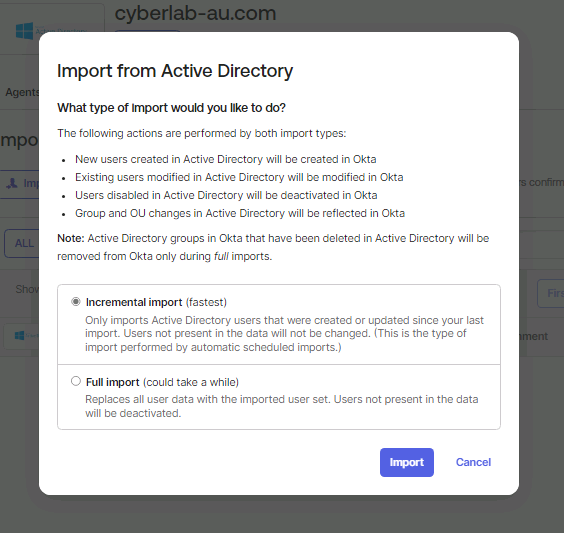 cyberlab-au.com
Agents
Import from Active Directory
What type of import would you like to do?
The following actions are performed by both import types:
• New users created in Active Directory will be created in Okta
• Existing users modified in Active Directory will be modified in Okta
• Users disabled in Active Directory will be deactivated in Okta
• Group and OU changes in Active Directory will be reflected in Okta
Note: Active Directory groups in Okta that have been deleted in Active Directory will be
removed from Okta only during full imports.
ALL
Incremental import (fastest)
Only imports Active Directory users that were created or updated since your last
import. Users not present in the data will not be changed. (This is the type of
import performed by automatic scheduled imports.)
Full import (could take a while)
Replaces all user data with the imported user set. Users not present in the data
will be deactivated.
Import
Cancel